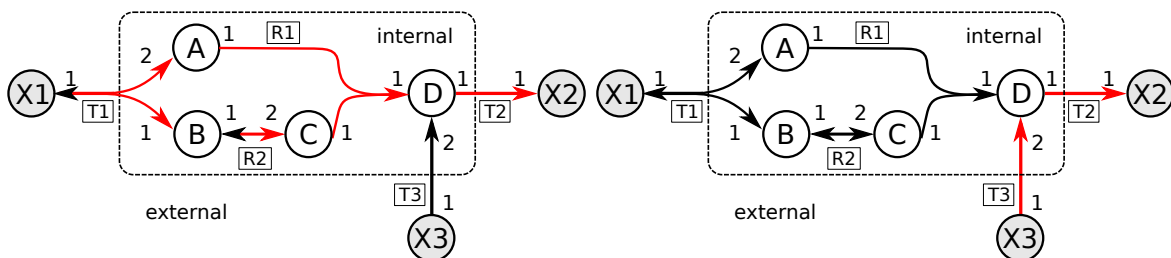 A 1 R1 internal
2
X1 1 1 D 1 1 X2
T1 T2
1 B 1 2 C 1 2
R2
T3
external 1
X3
A 1 R1 internal
2
X1 1 1 D 1 1 X2
T1 T2
1 B 1 2 C 1 2
R2
T3
external 1
X3